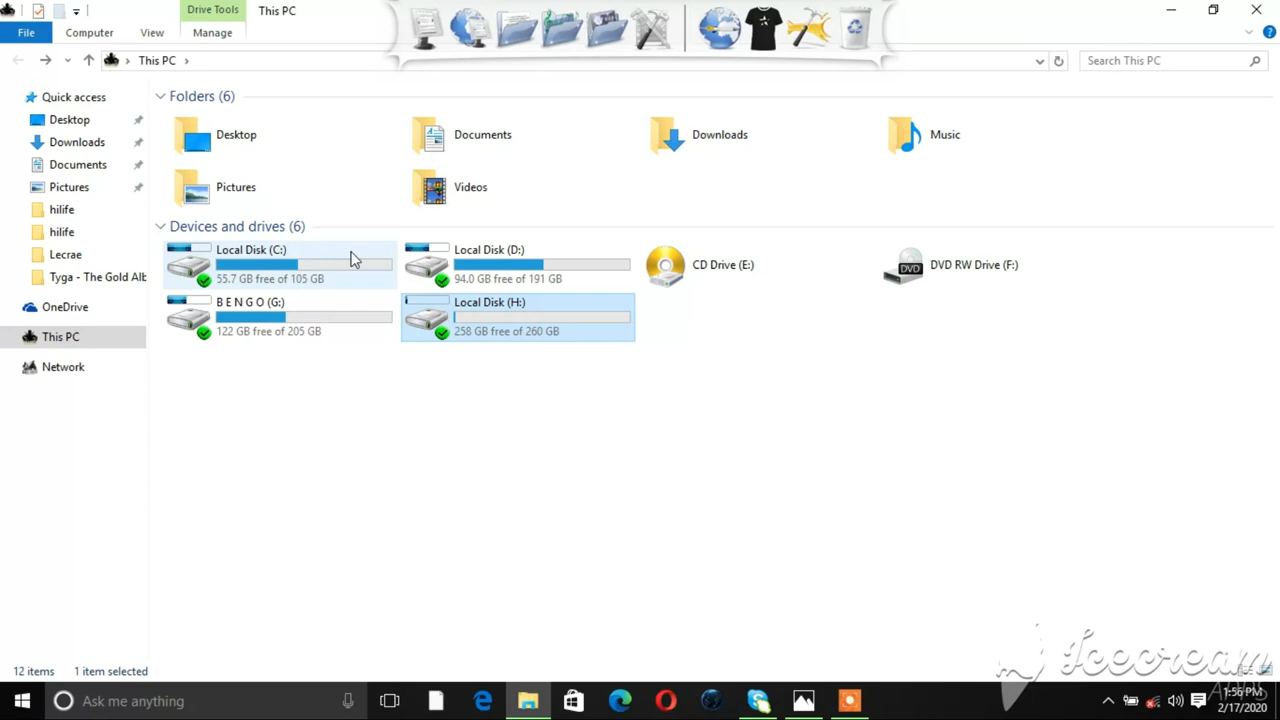 Drive Tools
This PC
File
Computer
View
Manage
This PC
Search This PC
Quick access
Desktop
Downloads
Documents
Pictures
hilife
hilife
Lecrae
Tyga - The Gold Alb
OneDrive
This PC
Network
Folders (6)
Desktop
Documents
Downloads
Music
Pictures
Videos
Devices and drives (6)
Local Disk (C:)
55.7 GB free of 105 GB
Local Disk (D:)
94.0 GB free of 191 GB
CD Drive (E:)
DVD
DVD RW Drive (F:)
B E N G O (G:)
122 GB free of 205 GB
Local Disk (H:)
258 GB free of 260 GB
12 items
1 item selected
Icecream
Apps
Ask me anything
1:56 PM
2/17/2020